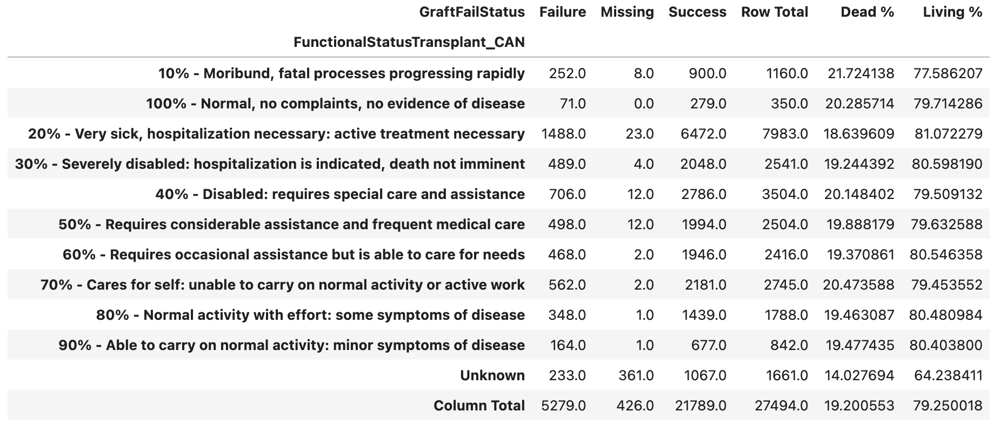 GraftFailStatus Failure Missing Success Row Total Dead % Living %
FunctionalStatusTransplant_CAN
10% - Moribund, fatal processes progressing rapidly 252.0 8.0 900.0 1160.0 21.724138 77.586207
100% - Normal, no complaints, no evidence of disease 71.0 0.0 279.0 350.0 20.285714 79.714286
20% - Very sick, hospitalization necessary: active treatment necessary 1488.0 23.0 6472.0 7983.0 18.639609 81.072279
30% - Severely disabled: hospitalization is indicated, death not imminent 489.0 4.0 2048.0 2541.0 19.244392 80.598190
40% - Disabled: requires special care and assistance 706.0 12.0 2786.0 3504.0 20.148402 79.509132
50% - Requires considerable assistance and frequent medical care 498.0 12.0 1994.0 2504.0 19.888179 79.632588
60% - Requires occasional assistance but is able to care for needs 468.0 2.0 1946.0 2416.0 19.370861 80.546358
70% - Cares for self: unable to carry on normal activity or active work 562.0 2.0 2181.0 2745.0 20.473588 79.453552
80% - Normal activity with effort: some symptoms of disease 348.0 1.0 1439.0 1788.0 19.463087 80.480984
90% - Able to carry on normal activity: minor symptoms of disease 164.0 1.0 677.0 842.0 19.477435 80.403800
Unknown 233.0 361.0 1067.0 1661.0 14.027694 64.238411
Column Total 5279.0 426.0 21789.0 27494.0 19.200553 79.250018